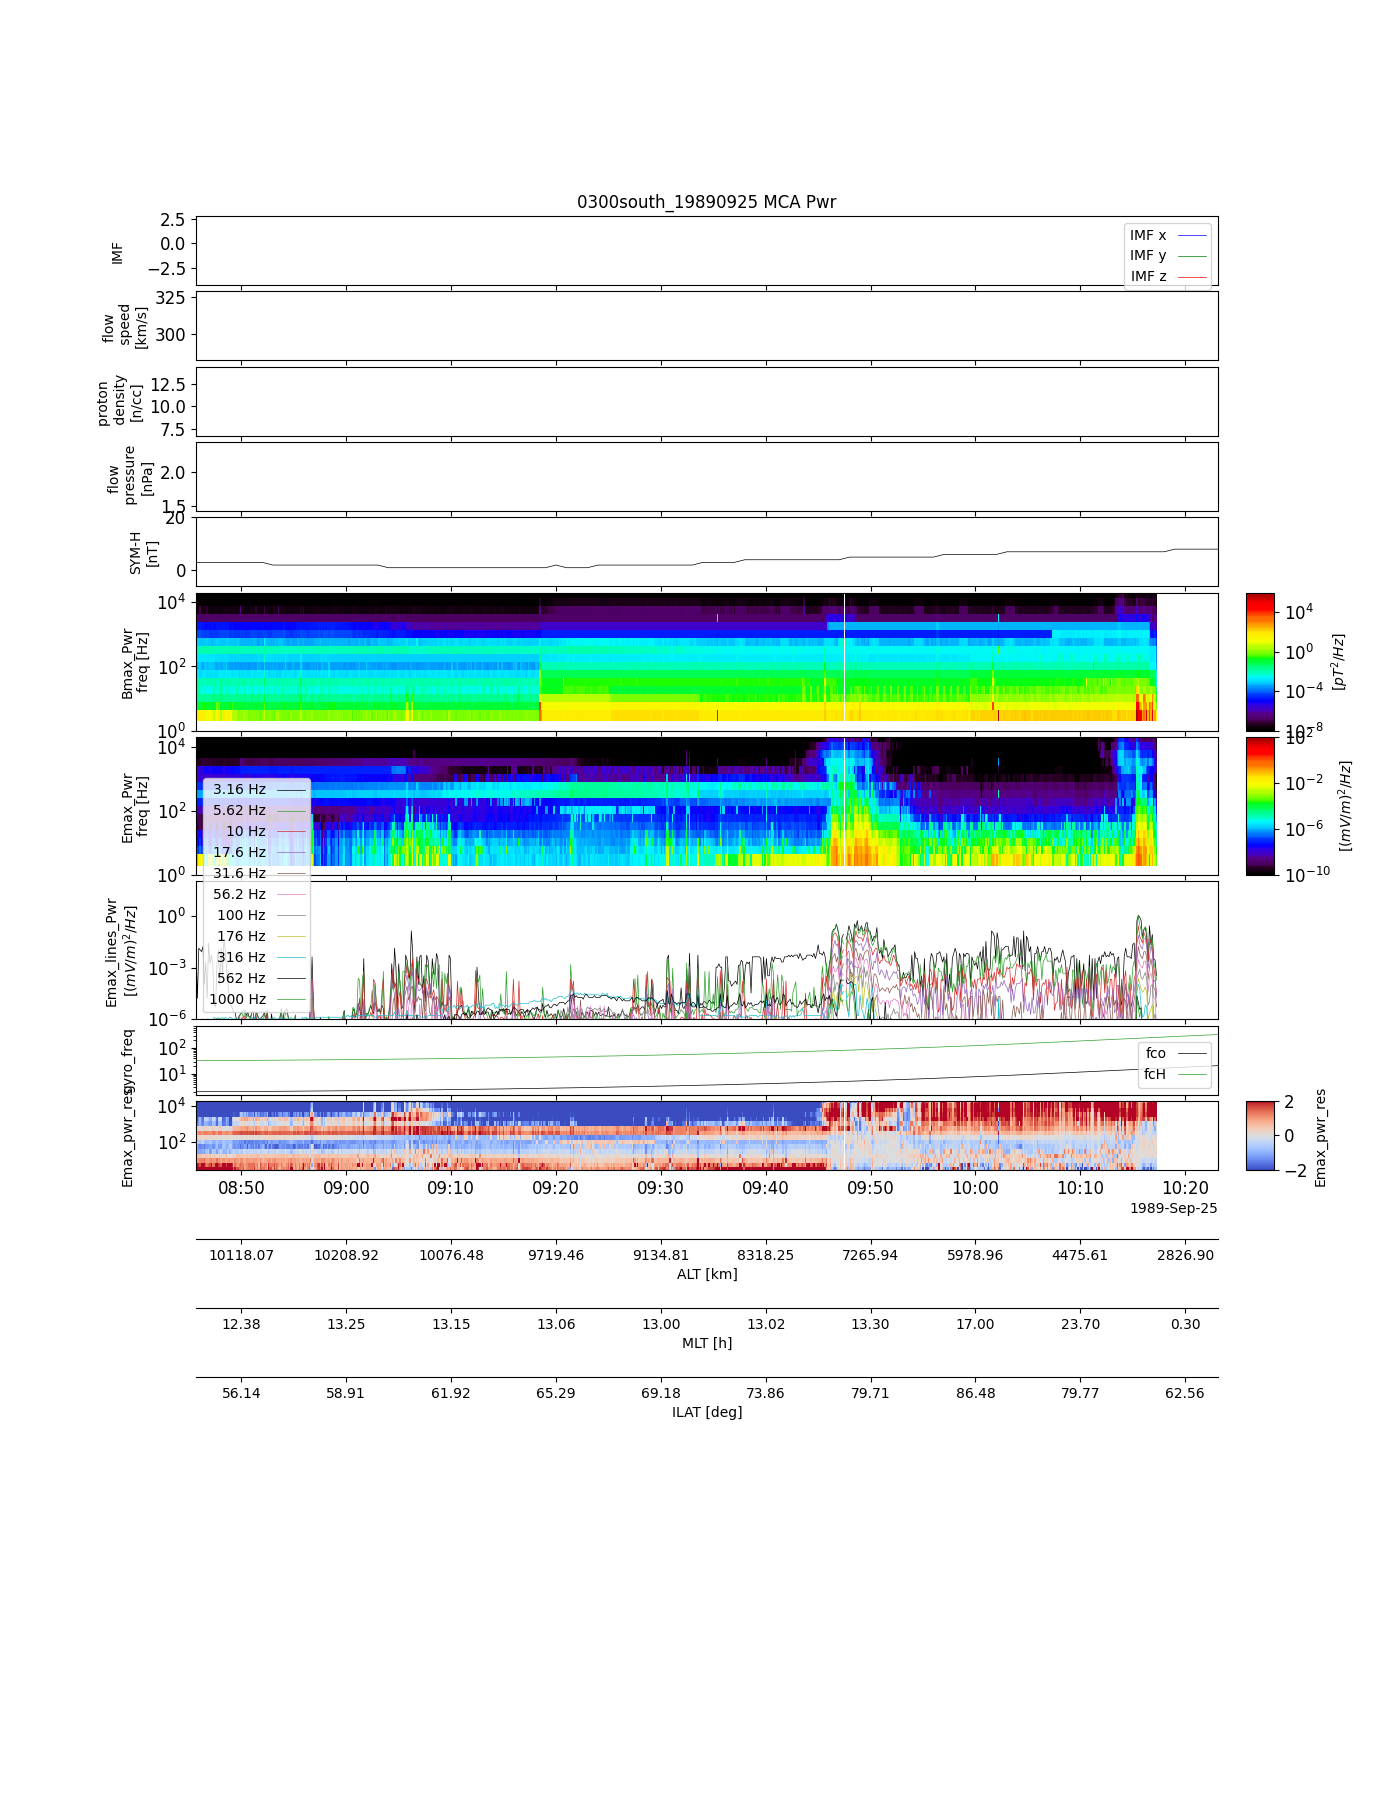 0300south_19890925 MCA Pwr
IMF
2.5
0.0
−2.5
IMF x
IMF y
IMF z
flow
speed
[km/s]
325
300
proton
density
[n/cc]
12.5
10.0
7.5
flow
pressure
[nPa]
2.0
1.5
SYM-H
[nT]
20
0
Bmax_Pwr
freq [Hz]
10^4
10^2
10^0
10^4
10^0
10^−4
10^−8
[pT^2/Hz]
Emax_Pwr
freq [Hz]
10^4
10^2
10^0
10^2
10^−2
10^−6
10^−10
[(mV/m)^2/Hz]
3.16 Hz
5.62 Hz
10 Hz
17.6 Hz
31.6 Hz
56.2 Hz
100 Hz
176 Hz
316 Hz
562 Hz
1000 Hz
Emax_lines_Pwr
[(mV/m)^2/Hz]
10^0
10^−3
10^−6
gyro_freq
10^2
10^1
fco
fcH
Emax_pwr_res
10^4
10^2
2
0
−2
Emax_pwr_res
08:50 09:00 09:10 09:20 09:30 09:40 09:50 10:00 10:10 10:20
1989-Sep-25
10118.07 10208.92 10076.48 9719.46 9134.81 8318.25 7265.94 5978.96 4475.61 2826.90
ALT [km]
12.38 13.25 13.15 13.06 13.00 13.02 13.30 17.00 23.70 0.30
MLT [h]
56.14 58.91 61.92 65.29 69.18 73.86 79.71 86.48 79.77 62.56
ILAT [deg]